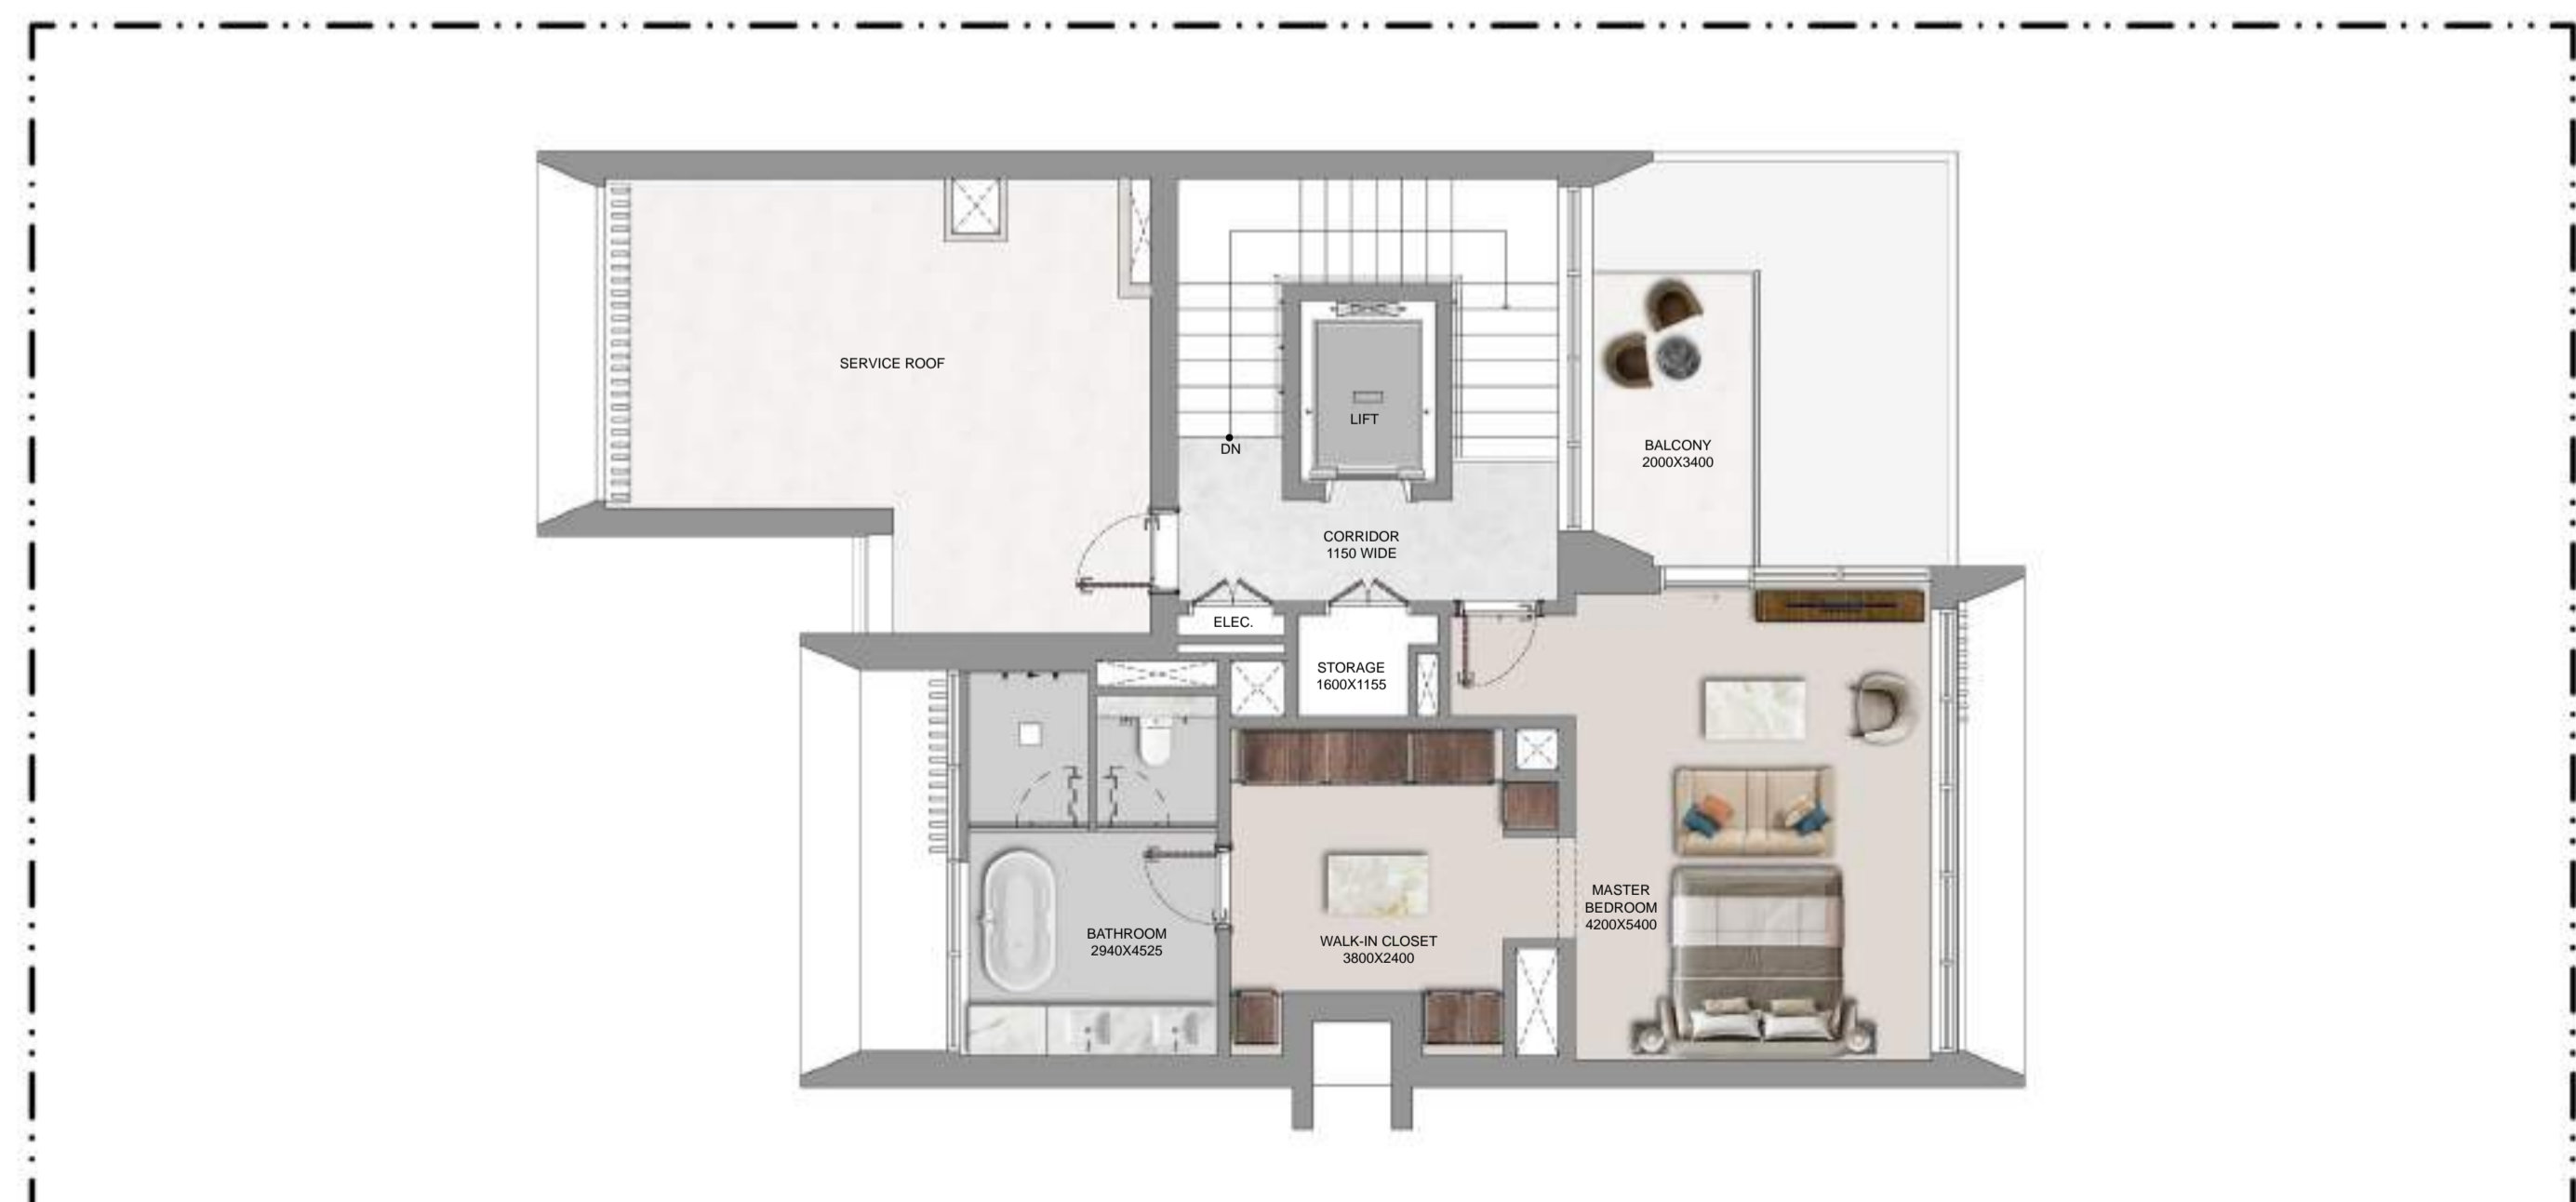 SERVICE ROOF
LIFT
DN
BALCONY
2000X3400
CORRIDOR
1150 WIDE
ELEC.
STORAGE
1600X1155
MASTER
BEDROOM
4200X5400
BATHROOM
2940X4525
WALK-IN CLOSET
3800X2400